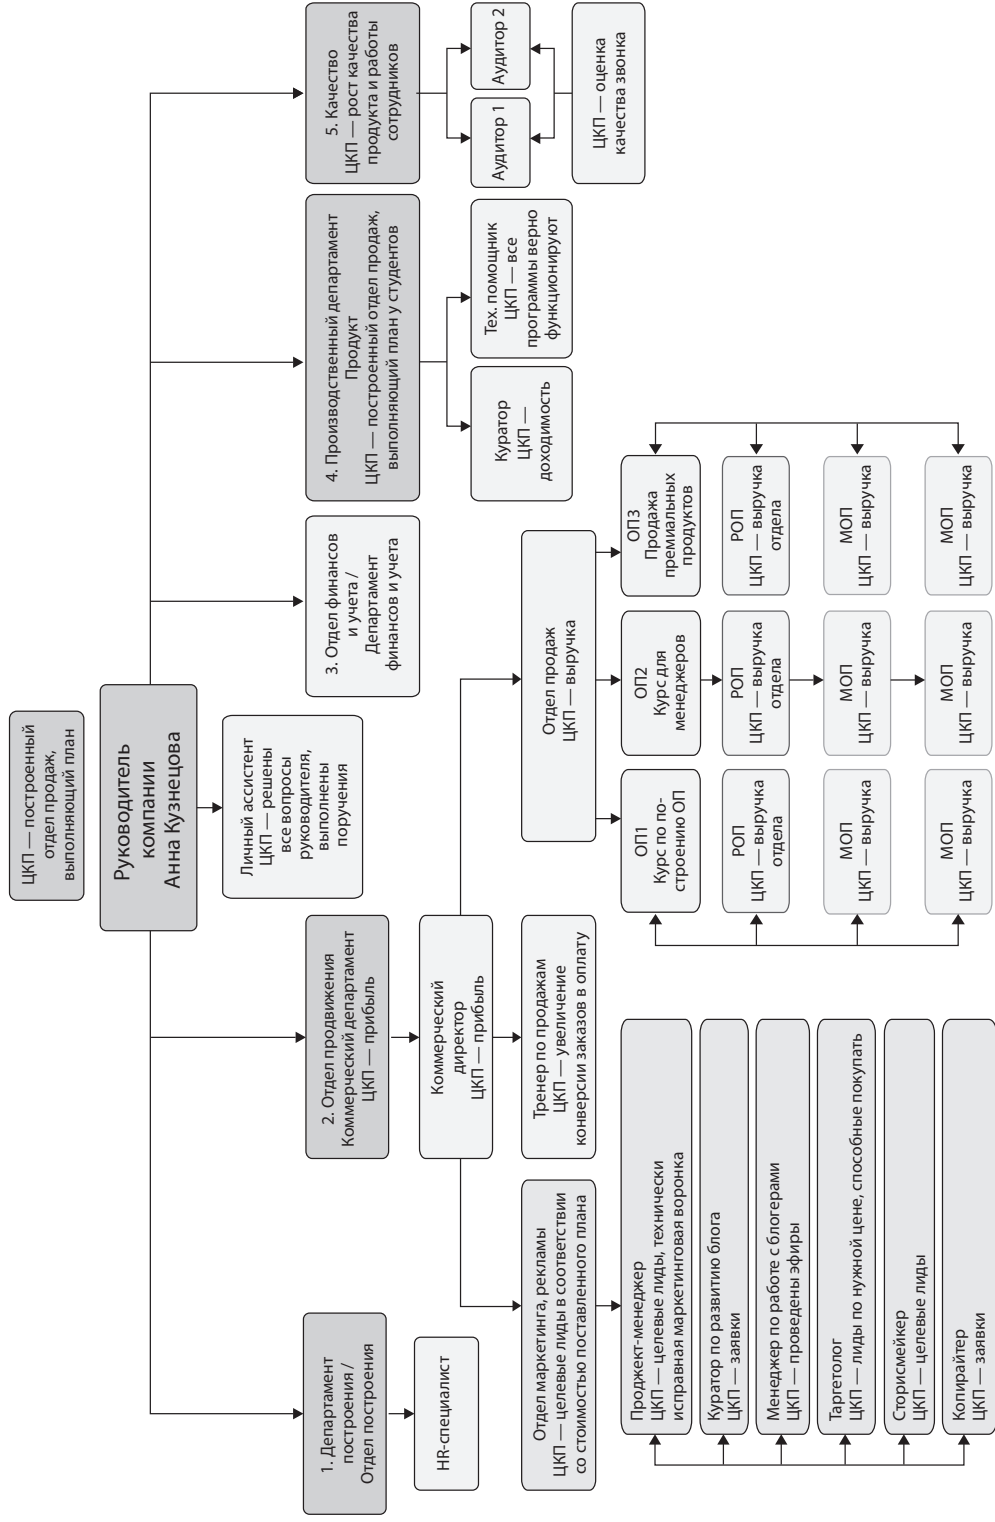 ЦКП — построенный
отдел продаж,
выполняющий план
Руководитель
компании
Анна Кузнецова
Личный ассистент
ЦКП — решены
все вопросы
руководителя,
выполнены
поручения
1. Департамент
построения /
Отдел построения
HR-специалист
2. Отдел продвижения
Коммерческий департамент
ЦКП — прибыль
Коммерческий
директор
ЦКП — прибыль
Отдел маркетинга, рекламы
ЦКП — целевые лиды в соответствии
со стоимостью поставленного плана
Проджект-менеджер
ЦКП — целевые лиды, технически
исправная маркетинговая воронка
Куратор по развитию блога
ЦКП — заявки
Менеджер по работе с блогерами
ЦКП — проведены эфиры
Таргетолог
ЦКП — лиды по нужной цене, способные покупать
Сторисмейкер
ЦКП — целевые лиды
Копирайтер
ЦКП — заявки
Тренер по продажам
ЦКП — увеличение
конверсии заказов в оплату
Отдел продаж
ЦКП — выручка
ОП1
Курс по по-
строению ОП
РОП
ЦКП — выручка
отдела
МОП
ЦКП — выручка
МОП
ЦКП — выручка
ОП2
Курс для
менеджеров
РОП
ЦКП — выручка
отдела
МОП
ЦКП — выручка
МОП
ЦКП — выручка
ОП3
Продажа
премиальных
продуктов
РОП
ЦКП — выручка
отдела
МОП
ЦКП — выручка
МОП
ЦКП — выручка
3. Отдел финансов
и учета /
Департамент
финансов и учета
4. Производственный департамент
Продукт
ЦКП — построенный отдел продаж,
выполняющий план у студентов
Куратор
ЦКП —
доходимость
Тех. помощник
ЦКП — все
программы верно
функционируют
5. Качество
ЦКП — рост качества
продукта и работы
сотрудников
Аудитор 1
Аудитор 2
ЦКП — оценка
качества звонка